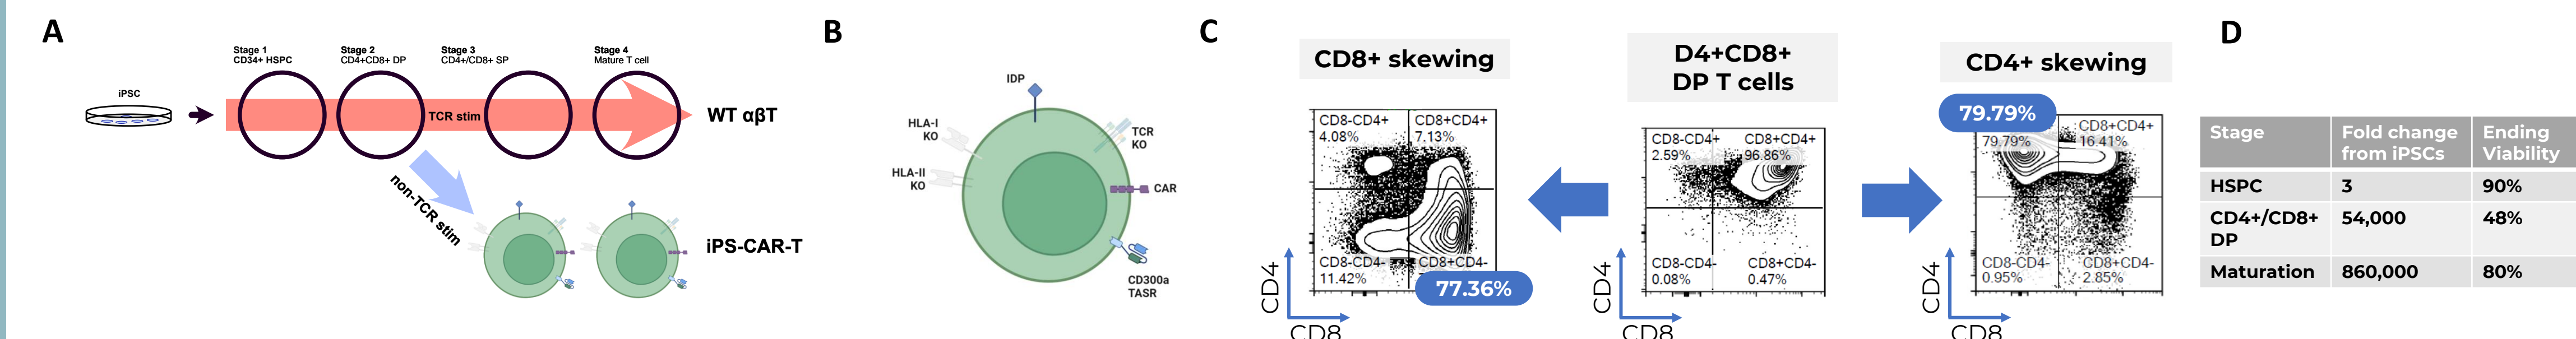 A
Stage 1
CD34+ HSPC
Stage 2
CD4+CD8+ DP
Stage 3
CD4+/CD8+ SP
Stage 4
Mature T cell
iPSC
TCR stim
WT αβT
non-TCR stim
iPS-CAR-T
B
IDP
HLA-I
KO
HLA-II
KO
TCR
KO
CAR
CD300a
TASR
C
CD8+ skewing
CD8-CD4+
4.08%
CD8+CD4+
7.13%
CD8-CD4-
11.42%
CD8+CD4-
77.36%
CD4
CD8
D4+CD8+
DP T cells
CD8-CD4+
2.59%
CD8+CD4+
96.86%
CD8-CD4-
0.08%
CD8+CD4-
0.47%
CD4
CD8
CD4+ skewing
79.79%
79.79%
CD8+CD4+
16.41%
CD8-CD4-
0.95%
CD8+CD4-
2.85%
CD4
CD8
D
Stage
Fold change
from iPSCs
Ending
Viability
HSPC
3
90%
CD4+/CD8+
DP
54,000
48%
Maturation
860,000
80%